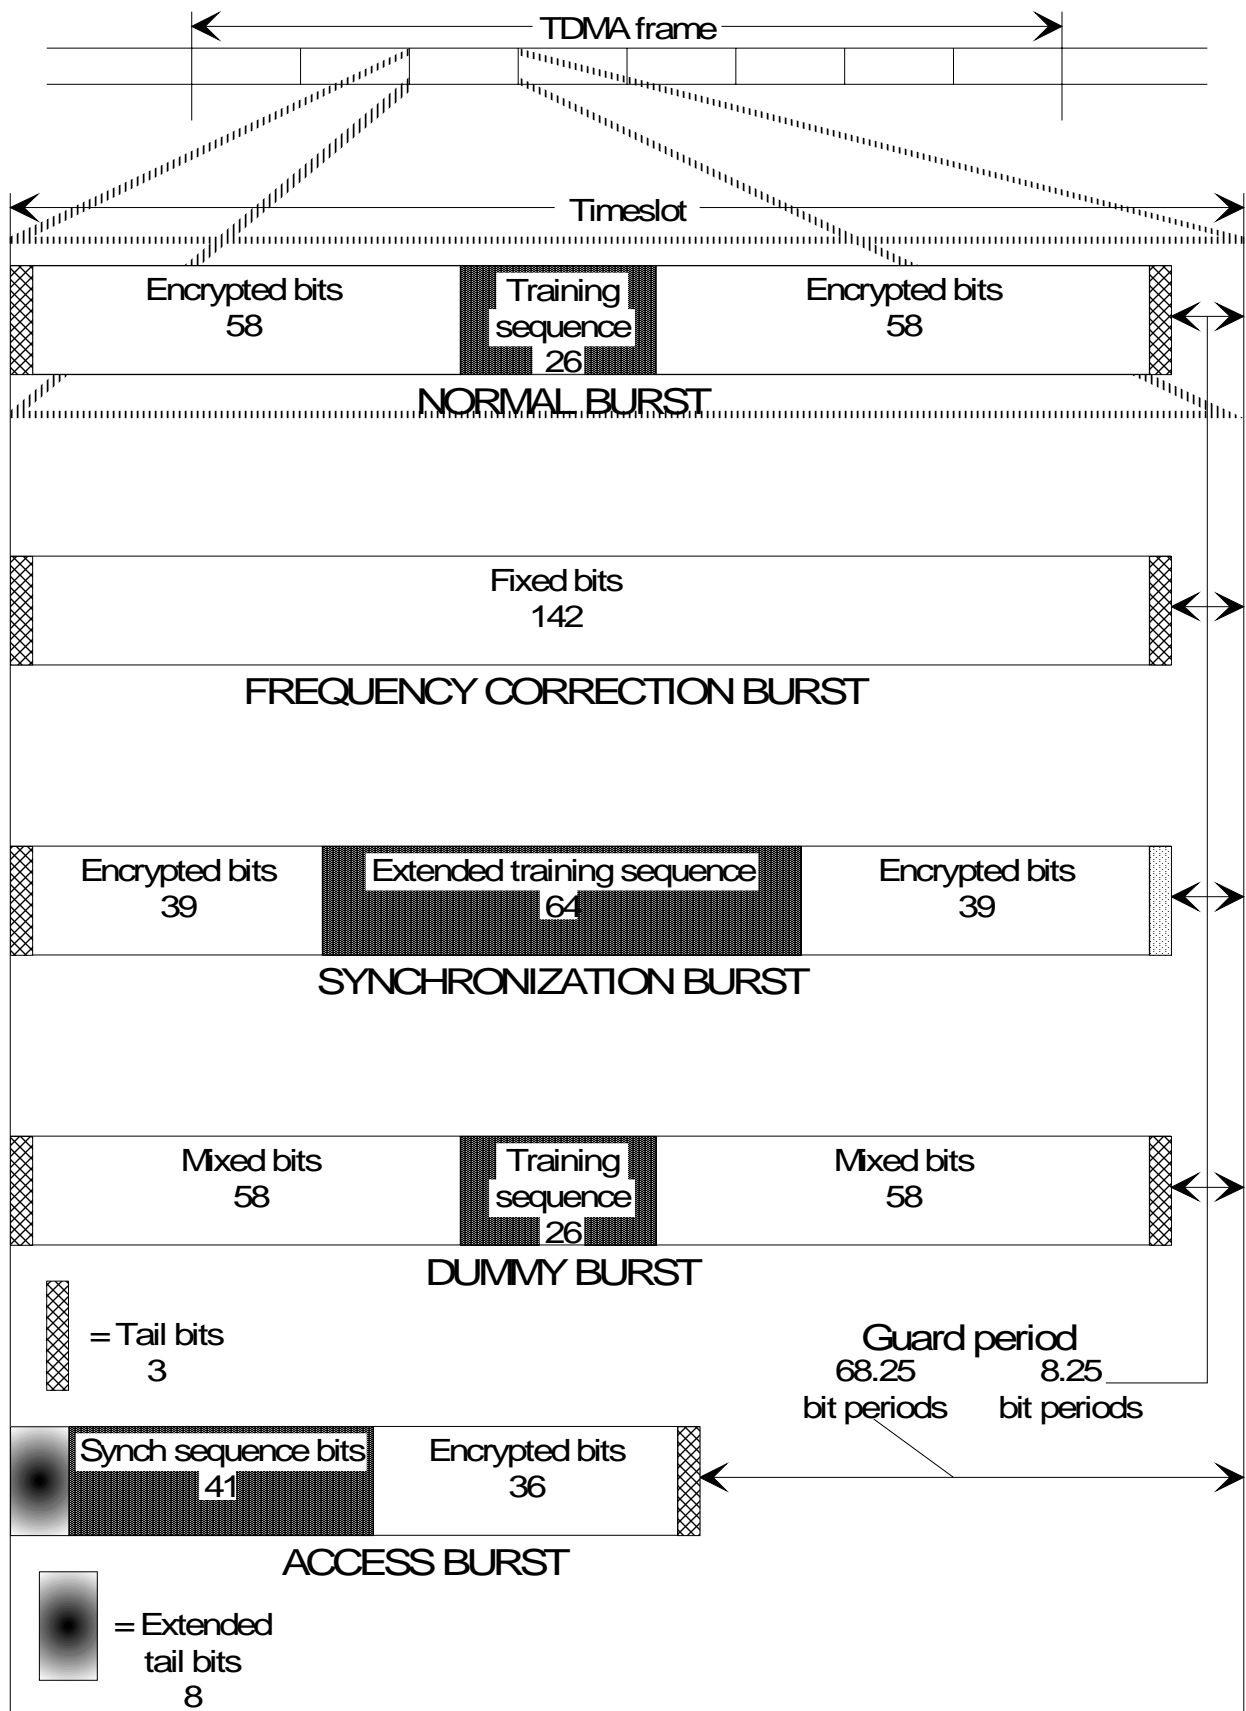 TDMA frame
Timeslot
Encrypted bits
58
Training
sequence
26
Encrypted bits
58
NORMAL BURST
Fixed bits
142
FREQUENCY CORRECTION BURST
Encrypted bits
39
Extended training sequence
64
Encrypted bits
39
SYNCHRONIZATION BURST
Mixed bits
58
Training
sequence
26
Mixed bits
58
DUMMY BURST
= Tail bits
3
Guard period
68.25
bit periods
8.25
bit periods
Synch sequence bits
41
Encrypted bits
36
ACCESS BURST
= Extended
tail bits
8